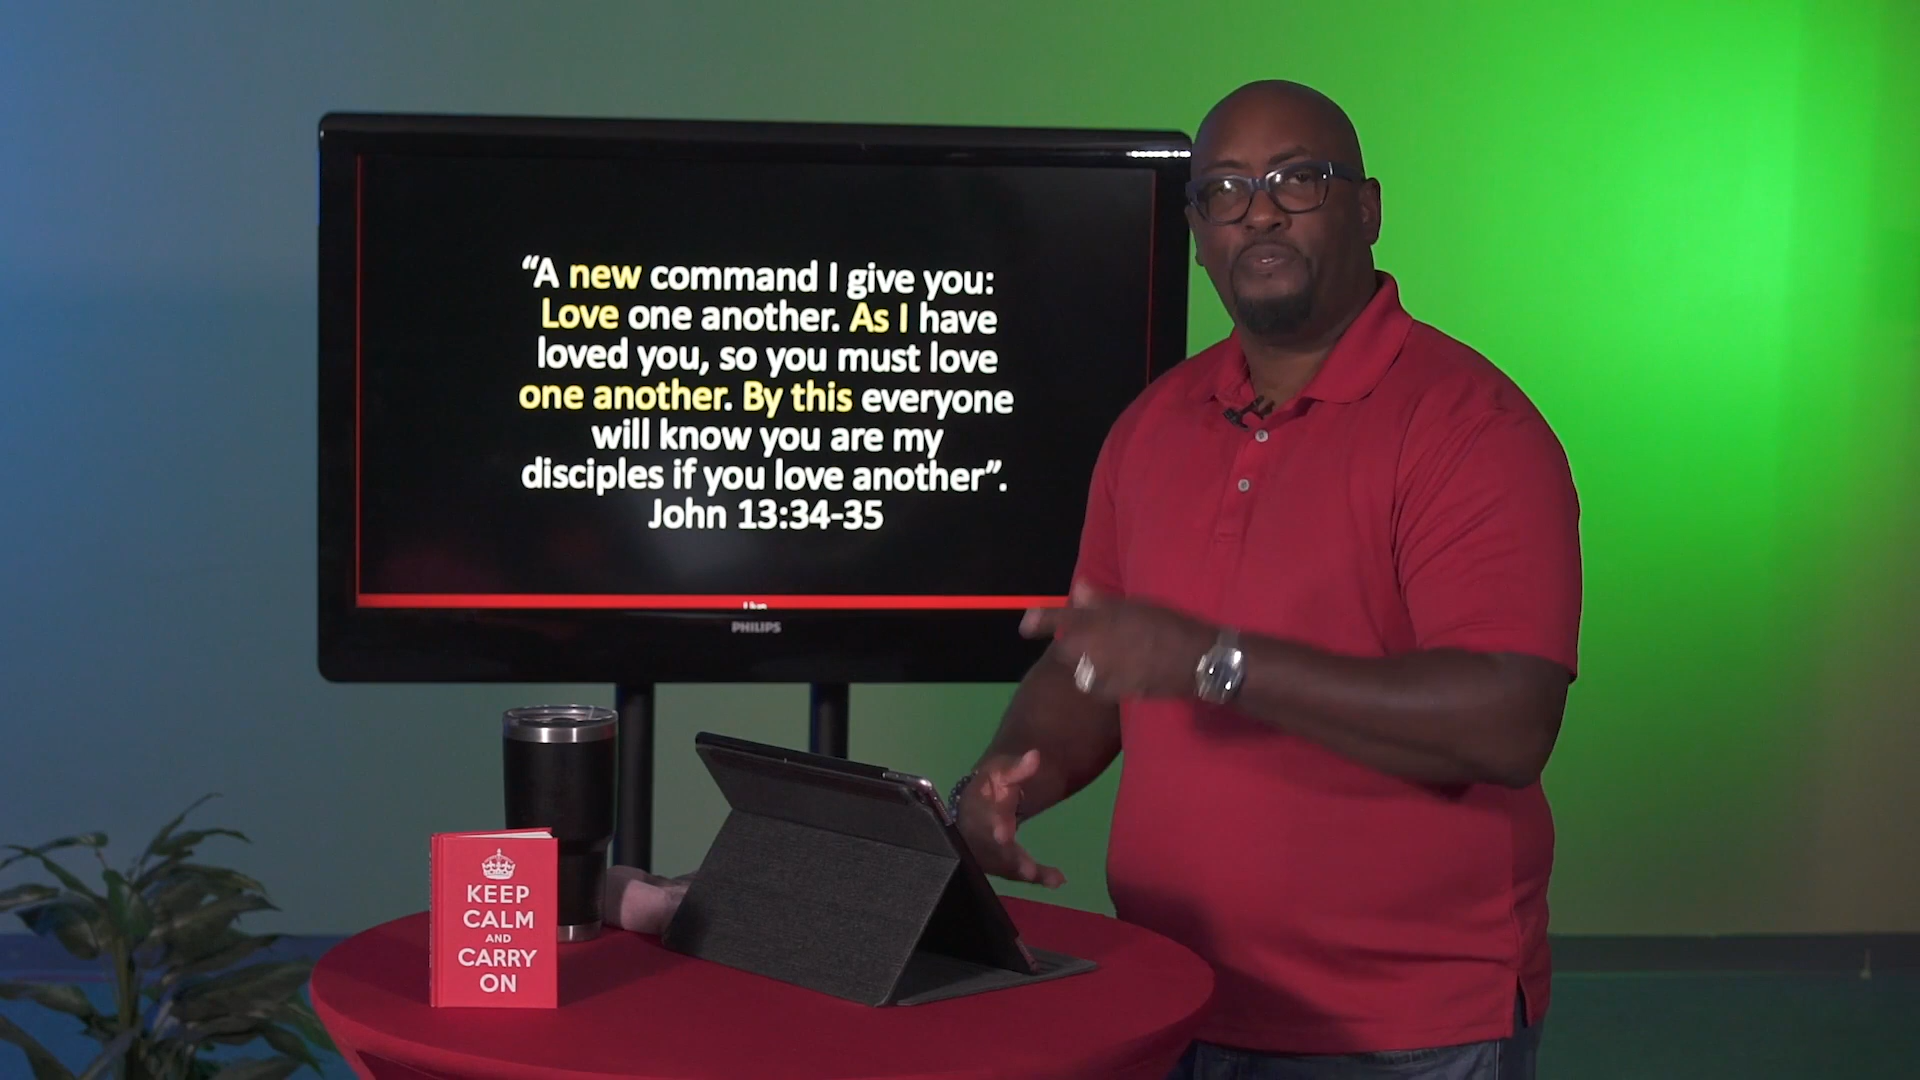 “A new command I give you:
Love one another. As I have
loved you, so you must love
one another. By this everyone
will know you are my
disciples if you love another”.
John 13:34-35
PHILIPS
KEEP
CALM
AND
CARRY
ON